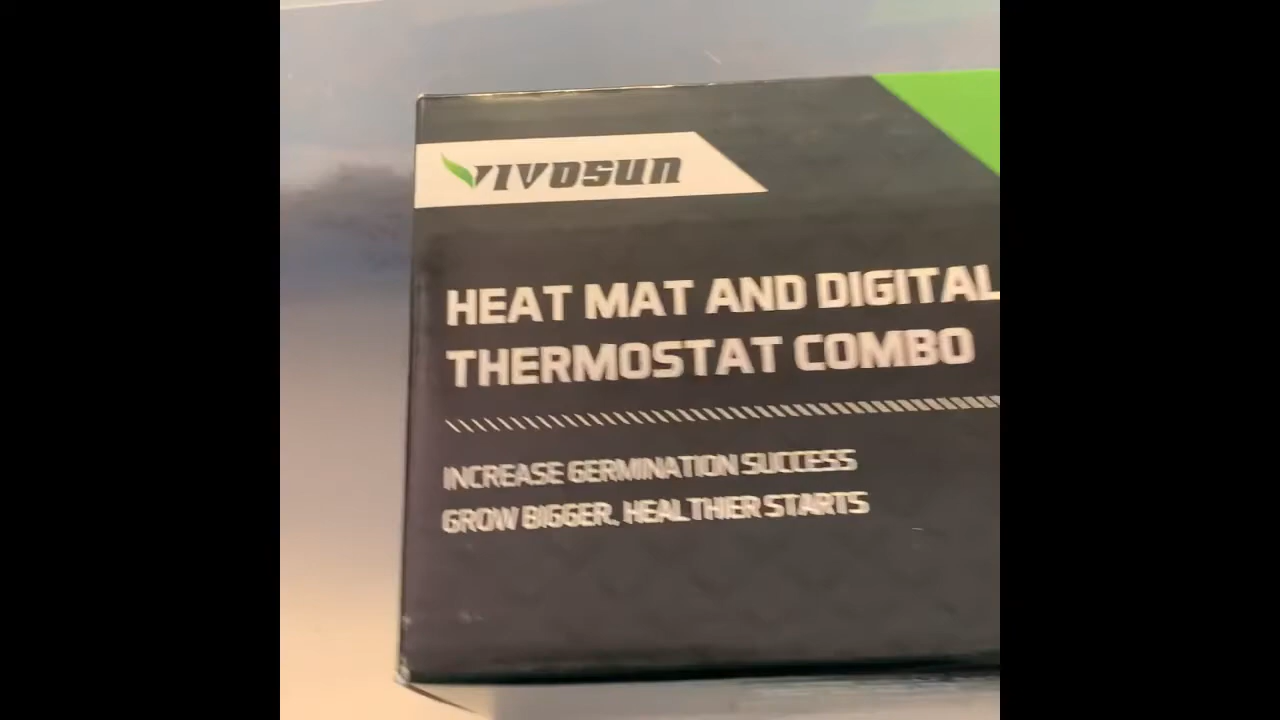 VIVOSUN
HEAT MAT AND DIGITAL
THERMOSTAT COMBO
INCREASE GERMINATION SUCCESS
GROW BIGGER, HEALTHIER STARTS